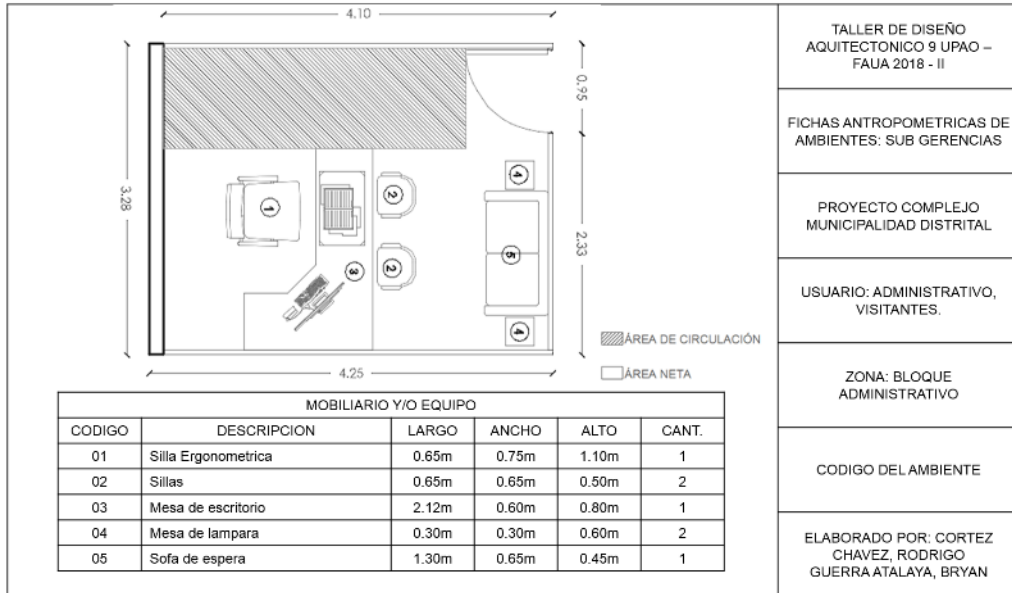 4.10
0.95
3.28
2.33
1
2
2
3
4
5
4
4.25
ÁREA DE CIRCULACIÓN
ÁREA NETA
MOBILIARIO Y/O EQUIPO
CODIGO DESCRIPCION LARGO ANCHO ALTO CANT.
01 Silla Ergonometrica 0.65m 0.75m 1.10m 1
02 Sillas 0.65m 0.65m 0.50m 2
03 Mesa de escritorio 2.12m 0.60m 0.80m 1
04 Mesa de lampara 0.30m 0.30m 0.60m 2
05 Sofa de espera 1.30m 0.65m 0.45m 1
TALLER DE DISEÑO
AQUITECTONICO 9 UPAO –
FAUA 2018 - II
FICHAS ANTROPOMETRICAS DE
AMBIENTES: SUB GERENCIAS
PROYECTO COMPLEJO
MUNICIPALIDAD DISTRITAL
USUARIO: ADMINISTRATIVO,
VISITANTES.
ZONA: BLOQUE
ADMINISTRATIVO
CODIGO DEL AMBIENTE
ELABORADO POR: CORTEZ
CHAVEZ, RODRIGO
GUERRA ATALAYA, BRYAN